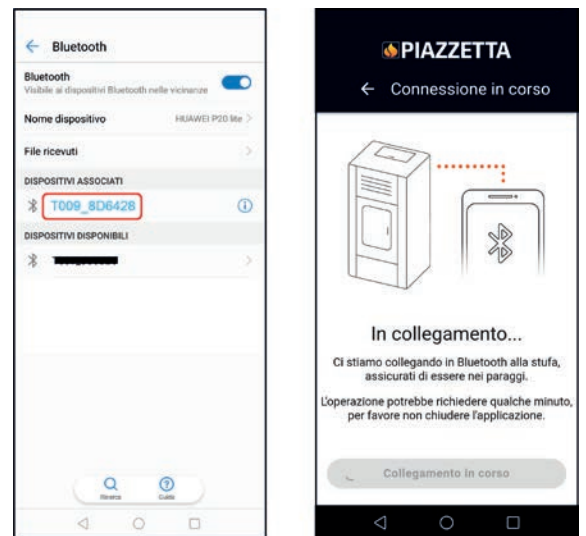 Bluetooth
Bluetooth
Visibile ai dispositivi Bluetooth nelle vicinanze
Nome dispositivo HUAWEI P20 lite
File ricevuti
DISPOSITIVI ASSOCIATI
T009_8D6428
DISPOSITIVI DISPONIBILI
Ricerca Guida
PIAZZETTA
Connessione in corso
In collegamento...
Ci stiamo collegando in Bluetooth alla stufa,
assicurati di essere nei paraggi.
L'operazione potrebbe richiedere qualche minuto,
per favore non chiudere l'applicazione.
Collegamento in corso